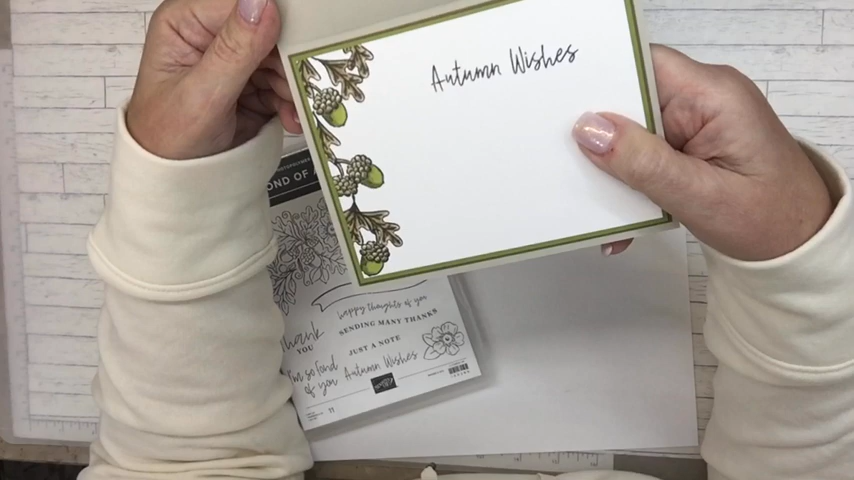 Autumn Wishes
OND OF
happy thoughts of you
SENDING MANY THANKS
thank
YOU
JUST A NOTE
I'm so fond
of you
Autumn Wishes
11